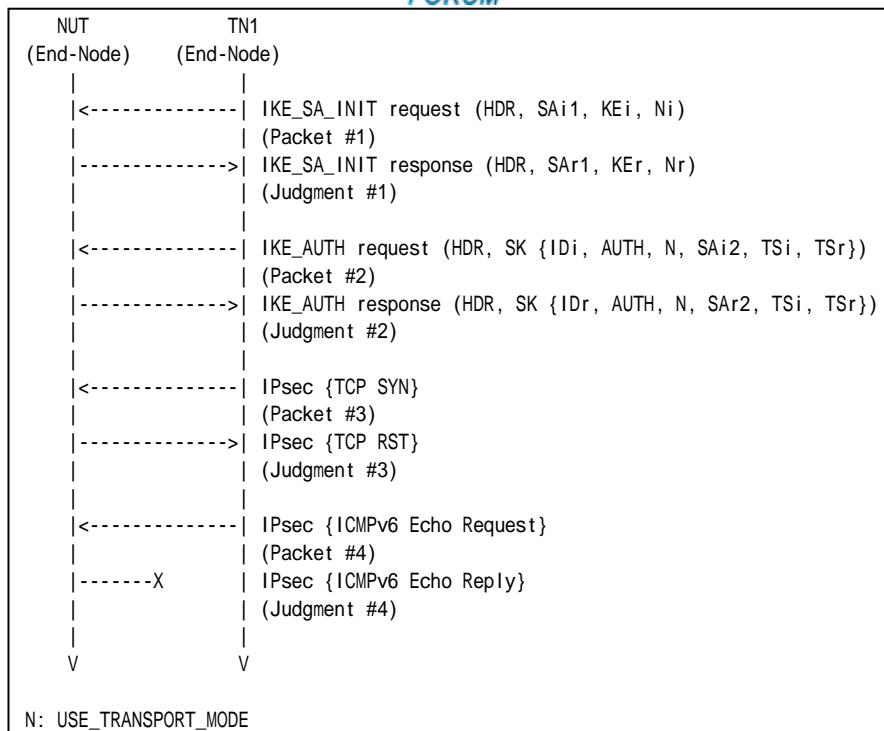 FORUM
NUT TN1
(End-Node) (End-Node)
| |
|<--------------| IKE_SA_INIT request (HDR, SAi1, KEi, Ni)
| | (Packet #1)
|-------------->| IKE_SA_INIT response (HDR, SAr1, KEr, Nr)
| | (Judgment #1)
| |
|<--------------| IKE_AUTH request (HDR, SK {IDi, AUTH, N, SAi2, TSi, TSr})
| | (Packet #2)
|-------------->| IKE_AUTH response (HDR, SK {IDr, AUTH, N, SAr2, TSi, TSr})
| | (Judgment #2)
| |
|<--------------| IPsec {TCP SYN}
| | (Packet #3)
|-------------->| IPsec {TCP RST}
| | (Judgment #3)
| |
|<--------------| IPsec {ICMPv6 Echo Request}
| | (Packet #4)
|-------X | IPsec {ICMPv6 Echo Reply}
| | (Judgment #4)
| |
V V
N: USE_TRANSPORT_MODE